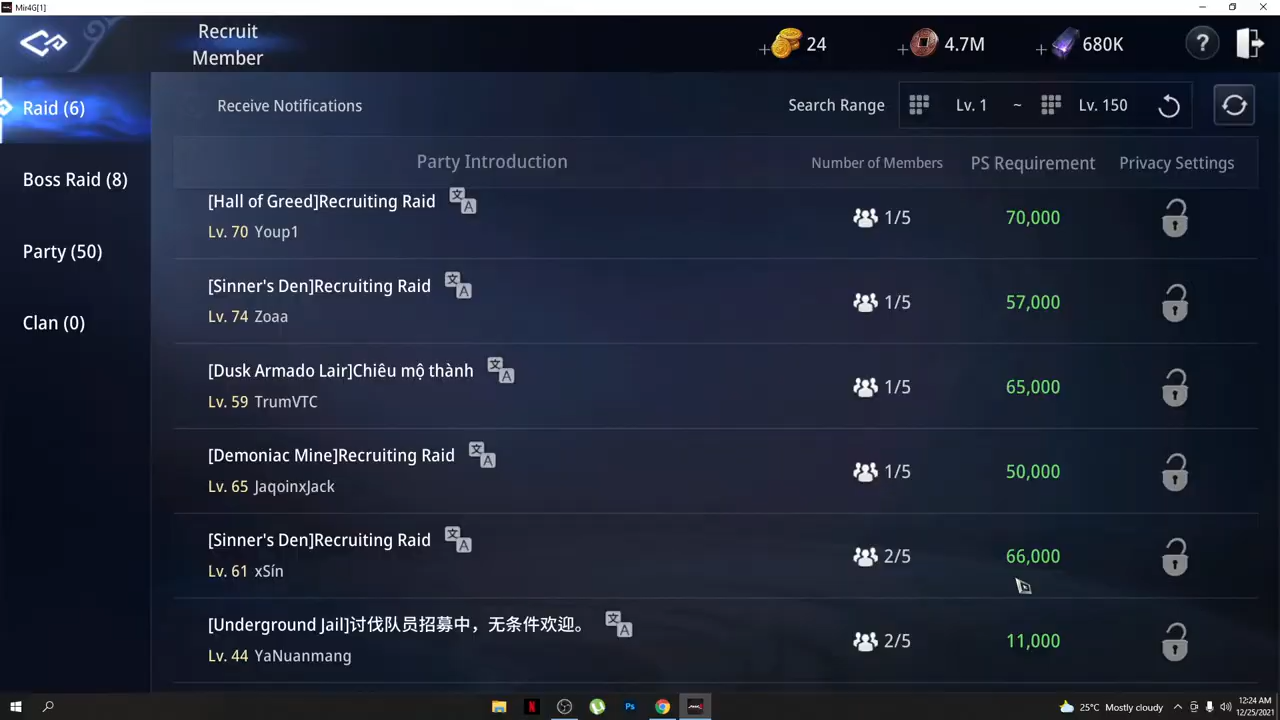 Mir4G[1]
Recruit
Member
24
4.7M
680K
?
Raid (6)
Boss Raid (8)
Party (50)
Clan (0)
Receive Notifications
Search Range
Lv. 1
~
Lv. 150
Party Introduction
Number of Members
PS Requirement
Privacy Settings
[Hall of Greed]Recruiting Raid
Lv. 70 Youp1
1/5
70,000
[Sinner's Den]Recruiting Raid
Lv. 74 Zoaa
1/5
57,000
[Dusk Armado Lair]Chiêu mộ thành
Lv. 59 TrumVTC
1/5
65,000
[Demoniac Mine]Recruiting Raid
Lv. 65 JaqoinxJack
1/5
50,000
[Sinner's Den]Recruiting Raid
Lv. 61 xSín
2/5
66,000
[Underground Jail]讨伐队员招募中，无条件欢迎。
Lv. 44 YaNuanmang
2/5
11,000
25°C Mostly cloudy
12:24 AM
12/25/2021